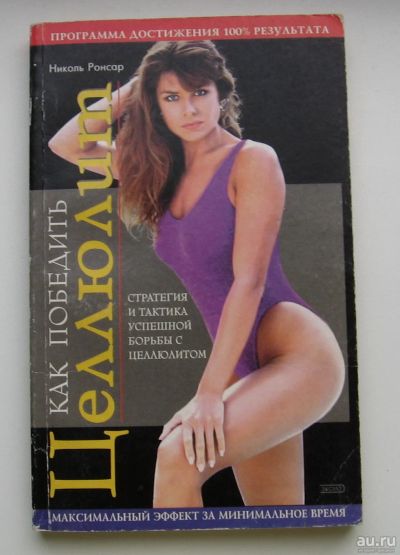 ПРОГРАММА ДОСТИЖЕНИЯ 100% РЕЗУЛЬТАТА
Николь Ронсар
КАК ПОБЕДИТЬ
Целлюлит
СТРАТЕГИЯ
И ТАКТИКА
УСПЕШНОЙ
БОРЬБЫ С
ЦЕЛЛЮЛИТОМ
ЭКСМО
МАКСИМАЛЬНЫЙ ЭФФЕКТ ЗА МИНИМАЛЬНОЕ ВРЕМЯ
au.ru